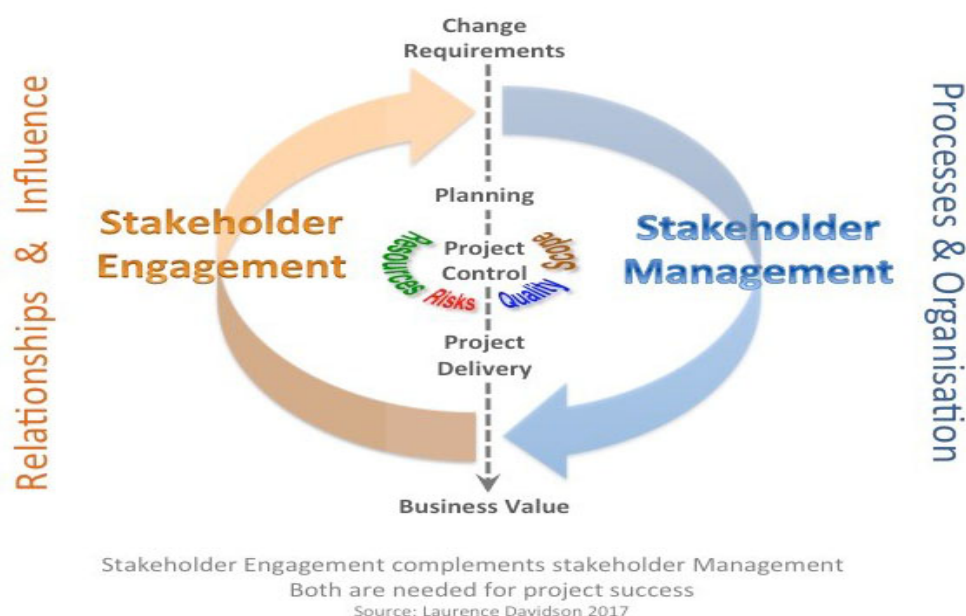 Change
Requirements
Relationships & Influence
Processes & Organisation
Planning
Stakeholder
Engagement
Stakeholder
Management
Resources
Project
Control
Scope
Risks
Quality
Project
Delivery
Business Value
Stakeholder Engagement complements stakeholder Management
Both are needed for project success
Source: Laurence Davidson 2017